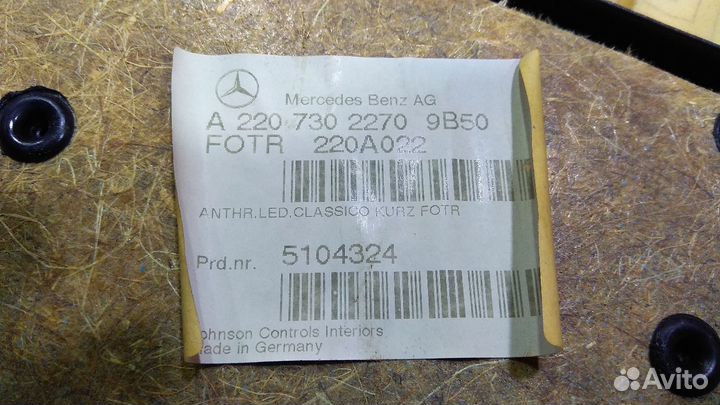 Mercedes Benz AG
A 220 730 2270 9B50
FOTR 220A022
ANTHR.LED.CLASSICO KURZ FOTR
Prd.nr. 5104324
ohnson Controls Interiors
ade in Germany
Avito